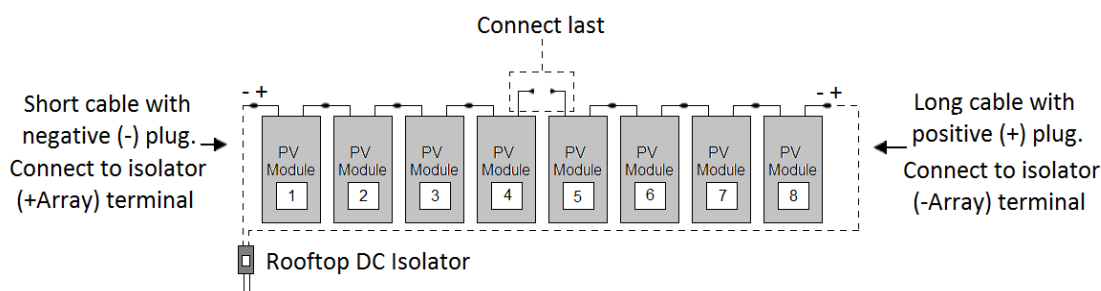 Connect last
- +
- +
Short cable with
negative (-) plug.
Connect to isolator
(+Array) terminal
Long cable with
positive (+) plug.
Connect to isolator
(-Array) terminal
PV
Module
1
PV
Module
2
PV
Module
3
PV
Module
4
PV
Module
5
PV
Module
6
PV
Module
7
PV
Module
8
Rooftop DC Isolator